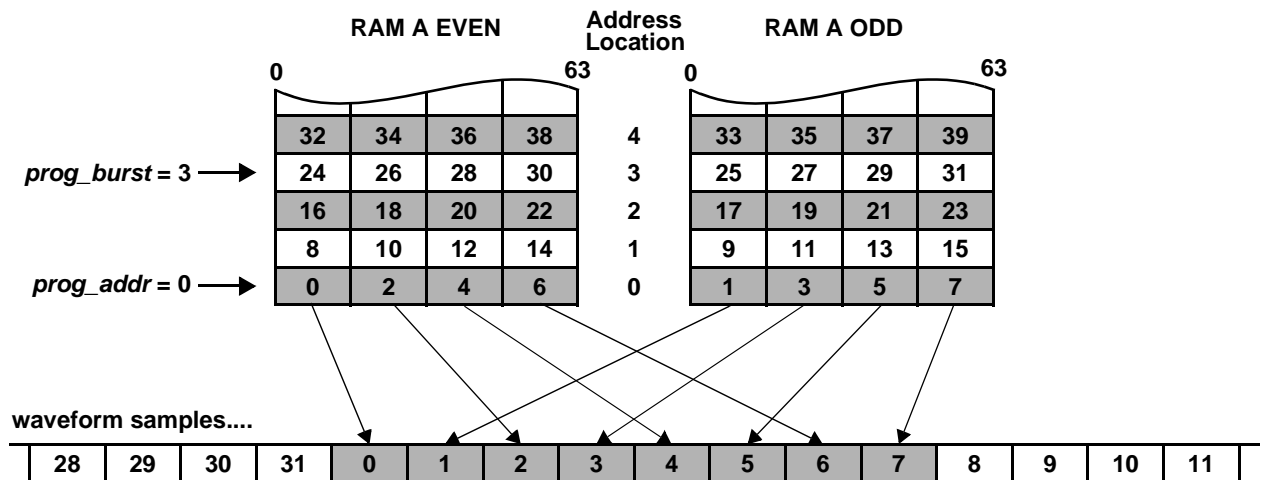 RAM A EVEN Address Location RAM A ODD
0 63 0 63
32 34 36 38 4 33 35 37 39
prog_burst = 3 24 26 28 30 3 25 27 29 31
16 18 20 22 2 17 19 21 23
8 10 12 14 1 9 11 13 15
prog_addr = 0 0 2 4 6 0 1 3 5 7
waveform samples....
28 29 30 31 0 1 2 3 4 5 6 7 8 9 10 11